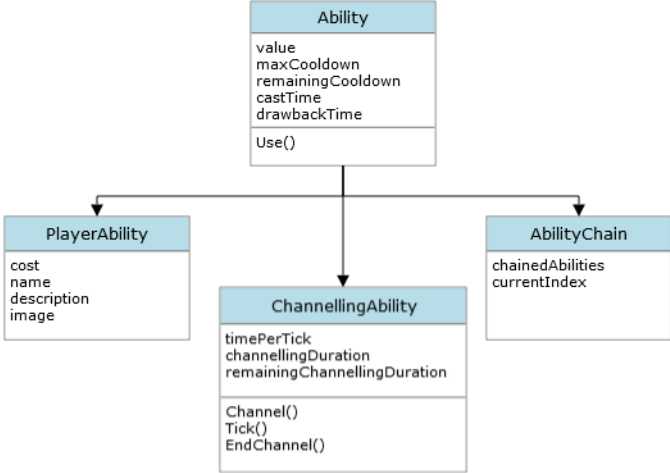 Ability
value
maxCooldown
remainingCooldown
castTime
drawbackTime
Use()
PlayerAbility
cost
name
description
image
ChannellingAbility
timePerTick
channellingDuration
remainingChannellingDuration
Channel()
Tick()
EndChannel()
AbilityChain
chainedAbilities
currentIndex